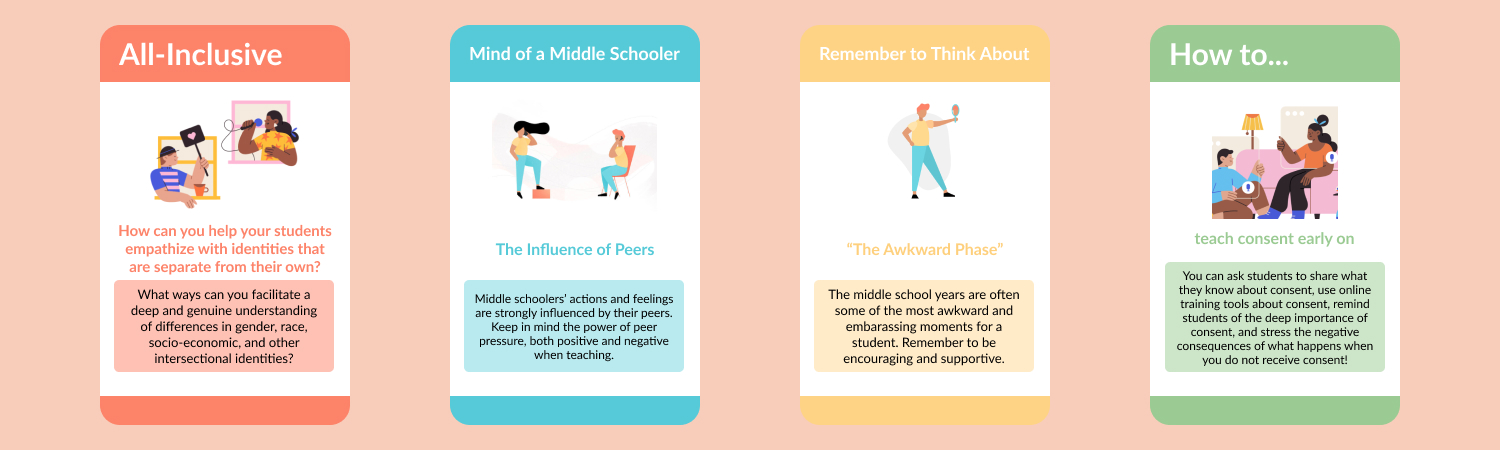 All-Inclusive
How can you help your students
empathize with identities that
are separate from their own?
What ways can you facilitate a
deep and genuine understanding
of differences in gender, race,
socio-economic, and other
intersectional identities?
Mind of a Middle Schooler
The Influence of Peers
Middle schoolers' actions and feelings
are strongly influenced by their peers.
Keep in mind the power of peer
pressure, both positive and negative
when teaching.
Remember to Think About
“The Awkward Phase”
The middle school years are often
some of the most awkward and
embarassing moments for a
student. Remember to be
encouraging and supportive.
How to...
teach consent early on
You can ask students to share what
they know about consent, use online
training tools about consent, remind
students of the deep importance of
consent, and stress the negative
consequences of what happens when
you do not receive consent!